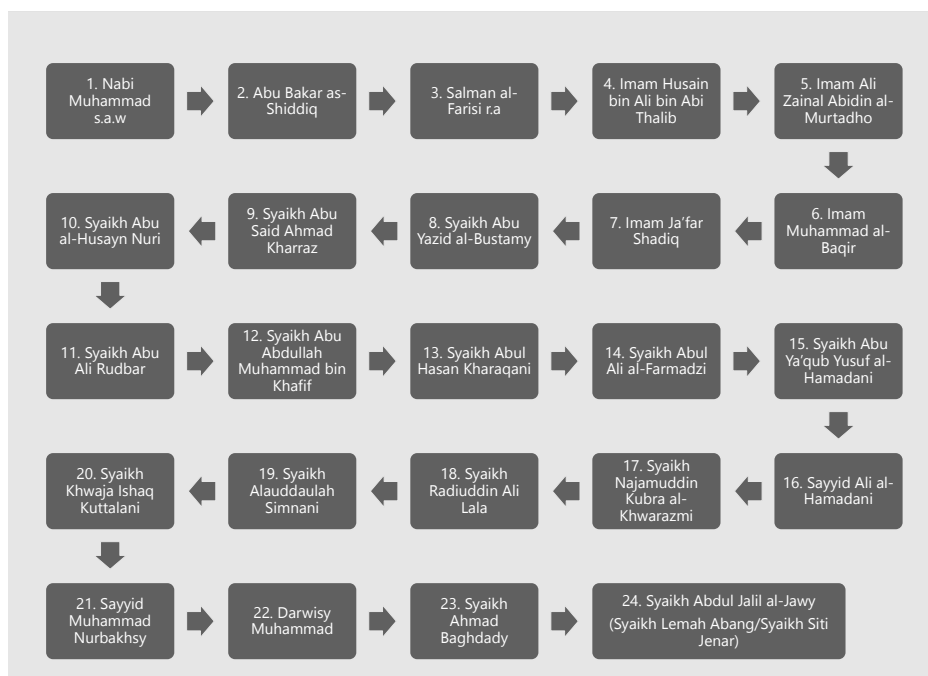 1. Nabi
Muhammad
s.a.w
2. Abu Bakar as-
Shiddiq
3. Salman al-
Farisi r.a
4. Imam Husain
bin Ali bin Abi
Thalib
5. Imam Ali
Zainal Abidin al-
Murtadho
6. Imam
Muhammad al-
Baqir
7. Imam Ja’far
Shadiq
8. Syaikh Abu
Yazid al-Bustamy
9. Syaikh Abu
Said Ahmad
Kharraz
10. Syaikh Abu
al-Husayn Nuri
11. Syaikh Abu
Ali Rudbar
12. Syaikh Abu
Abdullah
Muhammad bin
Khafif
13. Syaikh Abul
Hasan Kharaqani
14. Syaikh Abul
Ali al-Farmadzi
15. Syaikh Abu
Ya’qub Yusuf al-
Hamadani
16. Sayyid Ali al-
Hamadani
17. Syaikh
Najamuddin
Kubra al-
Khwarazmi
18. Syaikh
Radiuddin Ali
Lala
19. Syaikh
Alauddaulah
Simnani
20. Syaikh
Khwaja Ishaq
Kuttalani
21. Sayyid
Muhammad
Nurbakhsy
22. Darwisy
Muhammad
23. Syaikh
Ahmad
Baghdady
24. Syaikh Abdul Jalil al-Jawy
(Syaikh Lemah Abang/Syaikh Siti
Jenar)